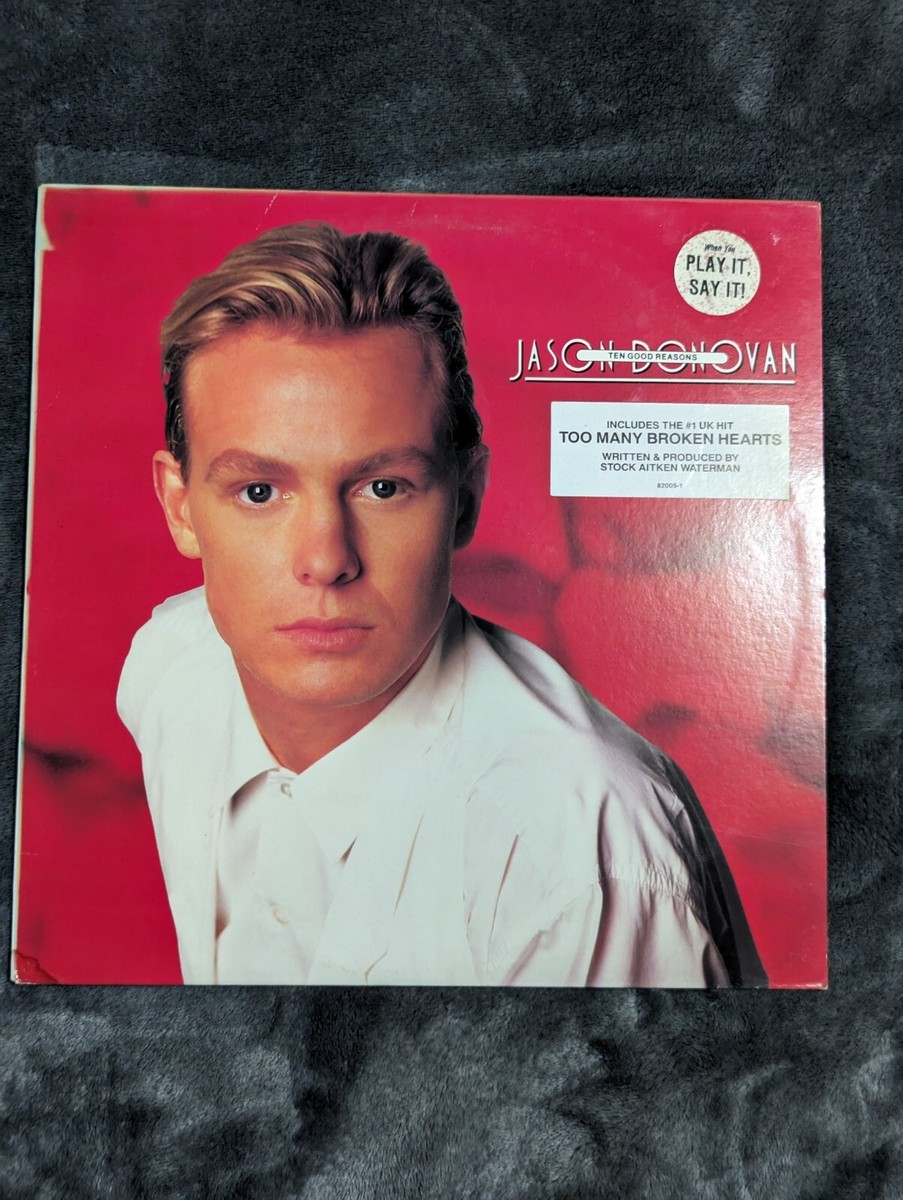 When You
PLAY IT,
SAY IT!
JASON DONOVAN
TEN GOOD REASONS
INCLUDES THE #1 UK HIT
TOO MANY BROKEN HEARTS
WRITTEN & PRODUCED BY
STOCK AITKEN WATERMAN
82005-1